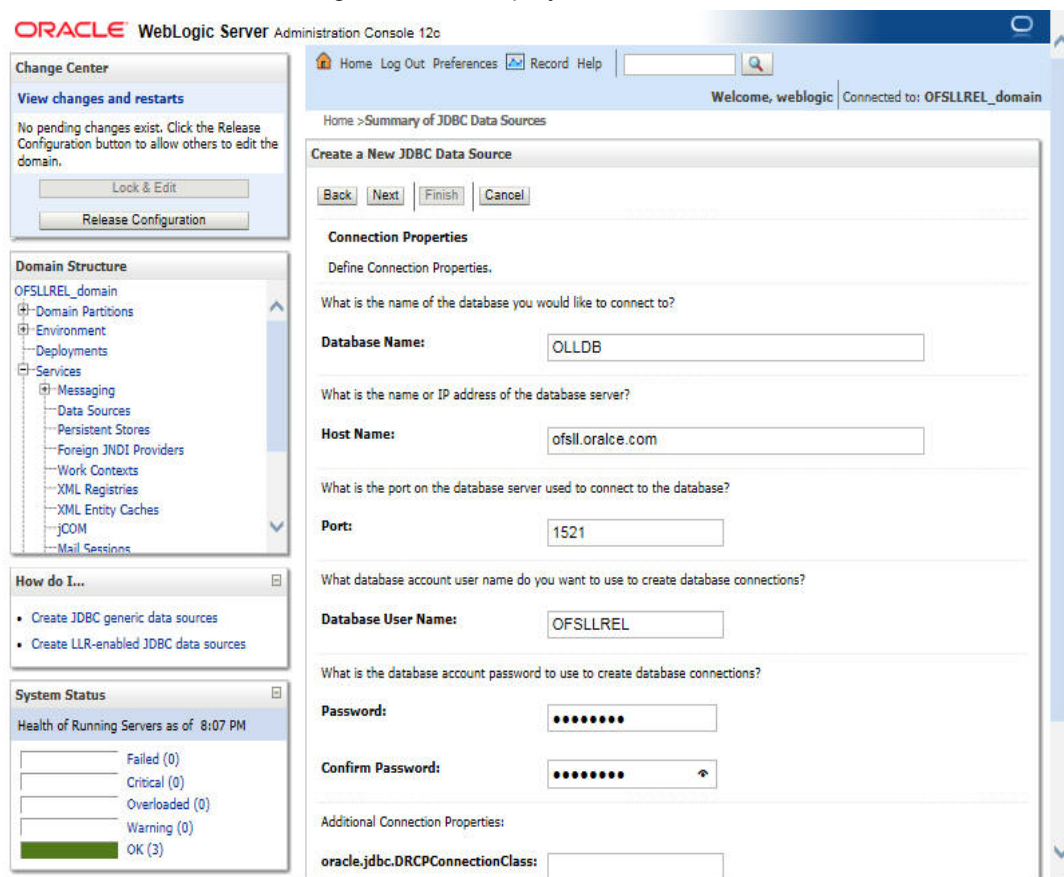 ORACLE WebLogic Server Administration Console 12c
Change Center
View changes and restarts
No pending changes exist. Click the Release
Configuration button to allow others to edit the
domain.
Lock & Edit
Release Configuration
Domain Structure
OFSLLREL_domain
Domain Partitions
Environment
Deployments
Services
Messaging
Data Sources
Persistent Stores
Foreign JNDI Providers
Work Contexts
XML Registries
XML Entity Caches
jCOM
Mail Sessions
How do I...
• Create JDBC generic data sources
• Create LLR-enabled JDBC data sources
System Status
Health of Running Servers as of 8:07 PM
Failed (0)
Critical (0)
Overloaded (0)
Warning (0)
OK (3)
Home Log Out Preferences Record Help
Welcome, weblogic Connected to: OFSLLREL_domain
Home >Summary of JDBC Data Sources
Create a New JDBC Data Source
Back Next Finish Cancel
Connection Properties
Define Connection Properties.
What is the name of the database you would like to connect to?
Database Name: OLLDB
What is the name or IP address of the database server?
Host Name: ofsll.oralce.com
What is the port on the database server used to connect to the database?
Port: 1521
What database account user name do you want to use to create database connections?
Database User Name: OFSLLREL
What is the database account password to use to create database connections?
Password: ●●●●●●●●
Confirm Password: ●●●●●●●●
Additional Connection Properties:
oracle.jdbc.DRCPConnectionClass: